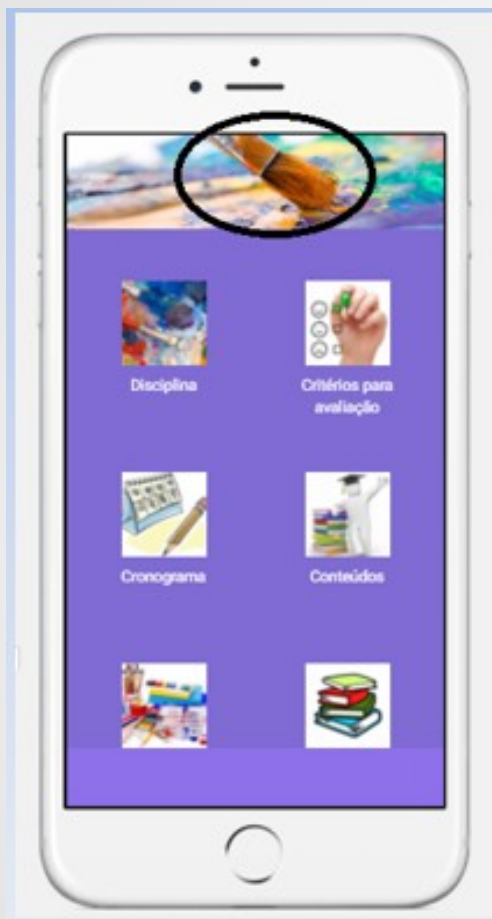 Disciplina
Critérios para
avaliação
Cronograma
Conteúdos